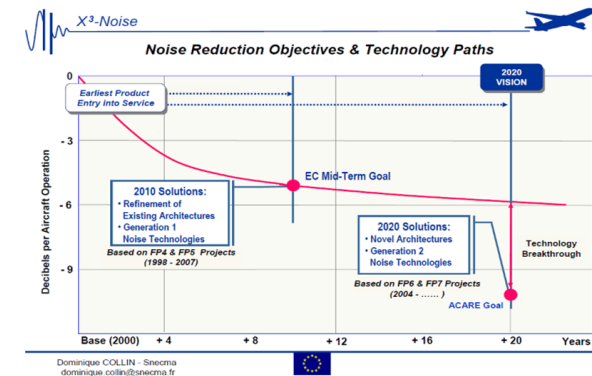 X³-Noise
Noise Reduction Objectives & Technology Paths
2020
VISION
0
Earliest Product
Entry into Service
- 3
EC Mid-Term Goal
2010 Solutions:
• Refinement of
Existing Architectures
• Generation 1
Noise Technologies
Based on FP4 & FP5 Projects
(1998 - 2007)
- 6
2020 Solutions:
• Novel Architectures
• Generation 2
Noise Technologies
Based on FP6 & FP7 Projects
(2004 - ...... )
Technology
Breakthrough
- 9
ACARE Goal
Decibels per Aircraft Operation
Base (2000) + 4 + 8 + 12 + 16 + 20 Years
Dominique COLLIN - Snecma
dominique.collin@snecma.fr